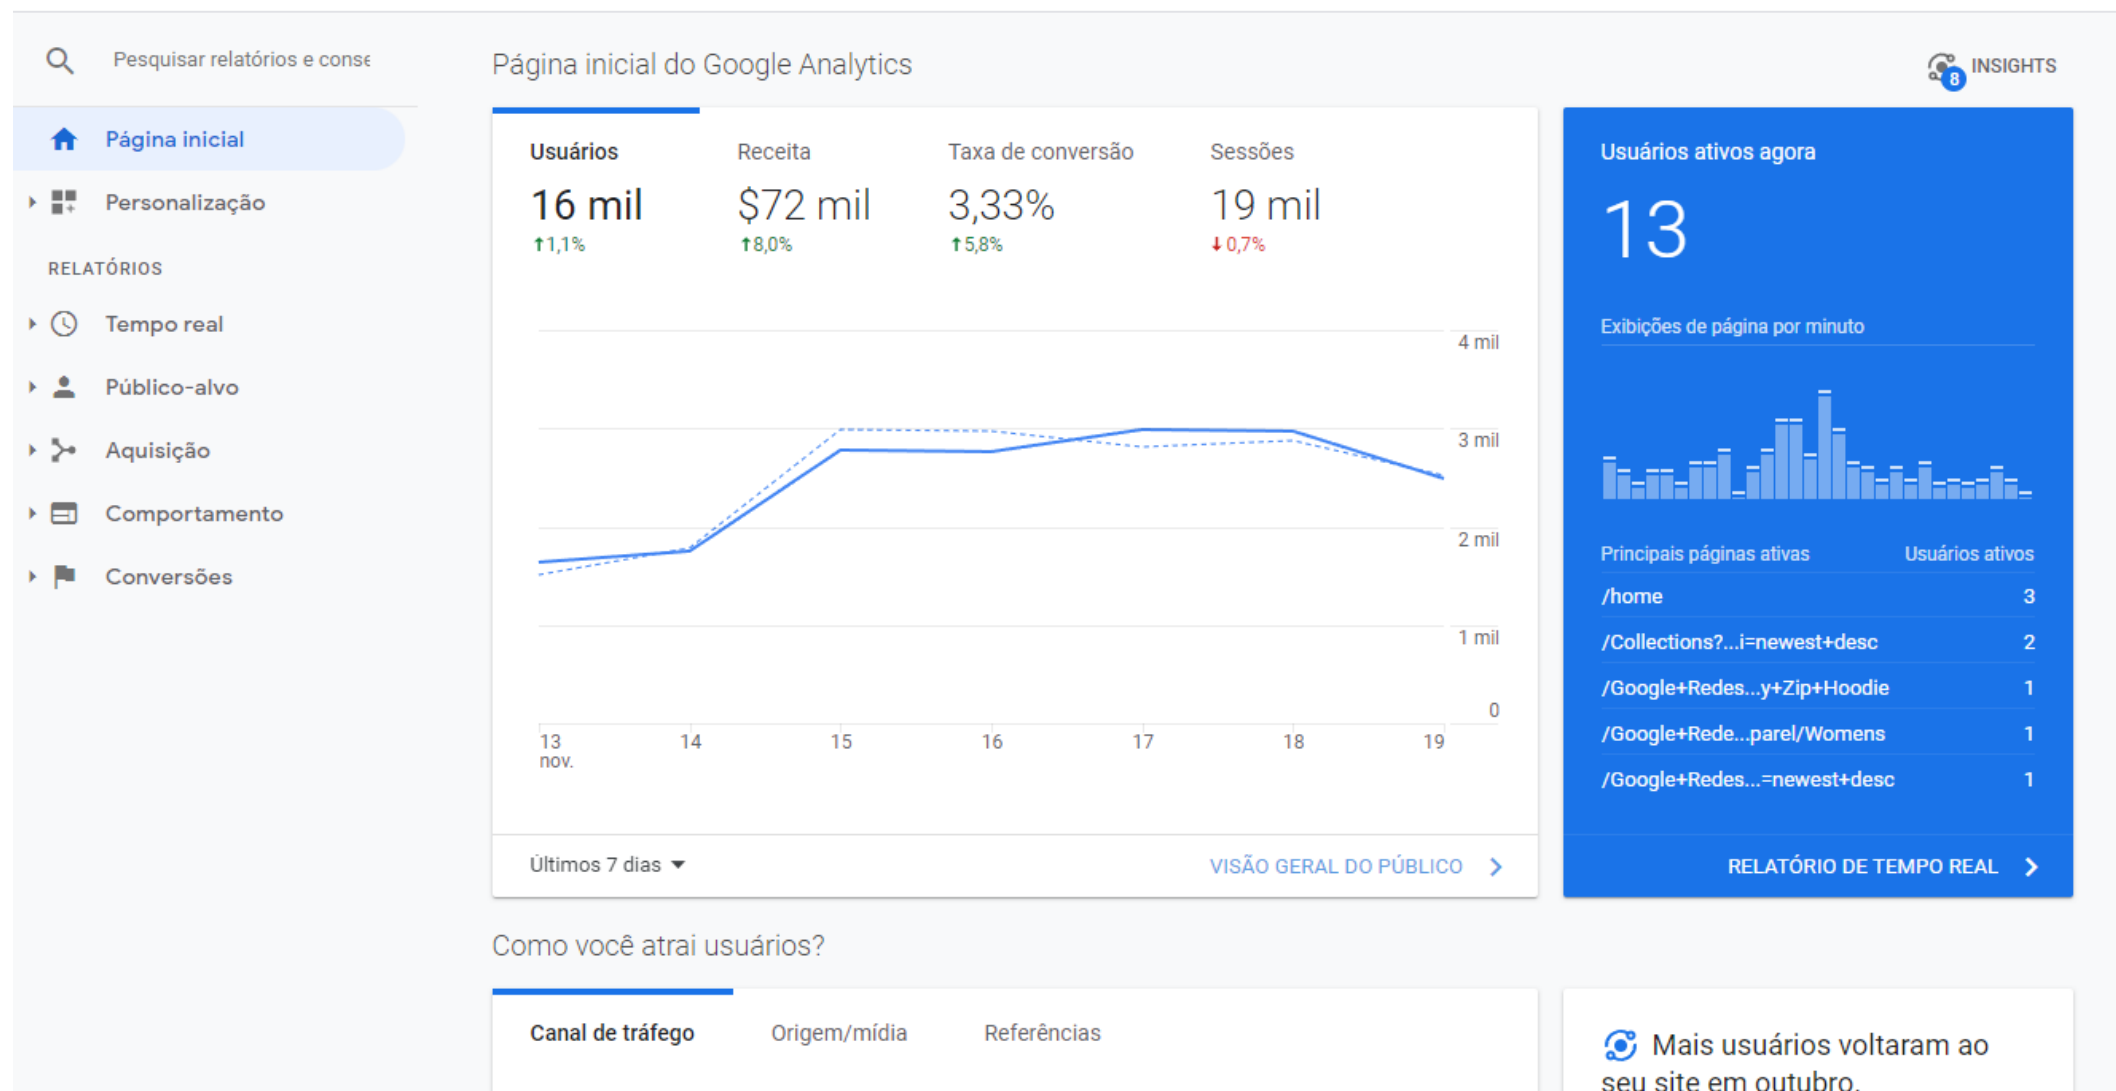 Pesquisar relatórios e conse
Página inicial
Personalização
RELATÓRIOS
Tempo real
Público-alvo
Aquisição
Comportamento
Conversões
Página inicial do Google Analytics
8 INSIGHTS
Usuários Receita Taxa de conversão Sessões
16 mil $72 mil 3,33% 19 mil
1,1% 8,0% 5,8% 0,7%
4 mil
3 mil
2 mil
1 mil
0
13 14 15 16 17 18 19
nov.
Últimos 7 dias VISÃO GERAL DO PÚBLICO
Usuários ativos agora
13
Exibições de página por minuto
Principais páginas ativas Usuários ativos
/home 3
/Collections?...i=newest+desc 2
/Google+Redes...y+Zip+Hoodie 1
/Google+Rede...parel/Womens 1
/Google+Redes...=newest+desc 1
RELATÓRIO DE TEMPO REAL
Como você atrai usuários?
Canal de tráfego Origem/mídia Referências
Mais usuários voltaram ao
seu site em outubro.